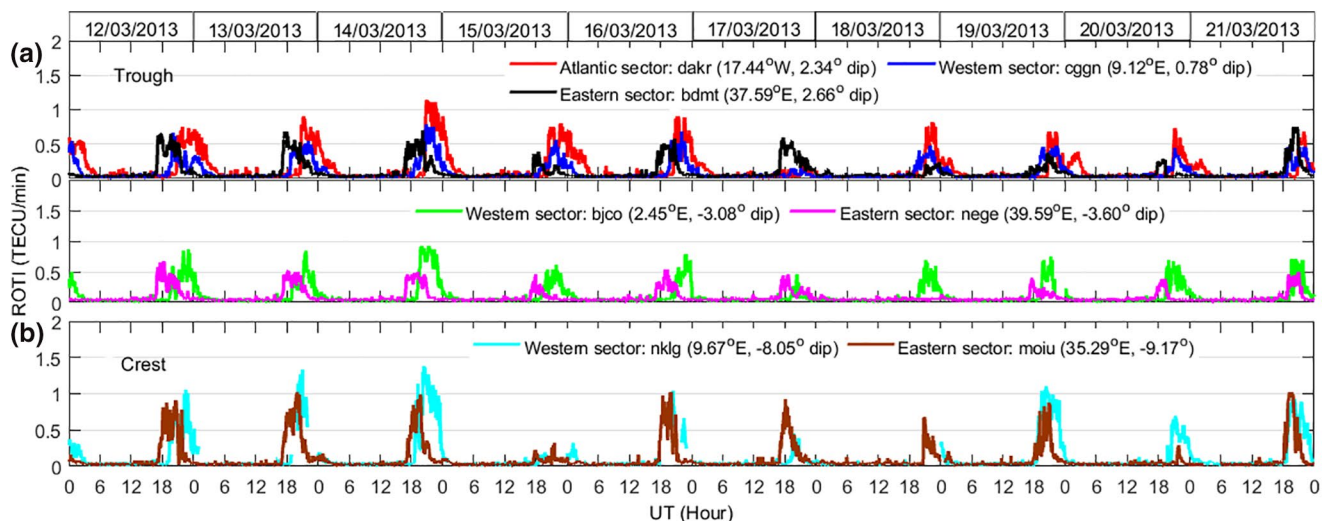 12/03/2013 13/03/2013 14/03/2013 15/03/2013 16/03/2013 17/03/2013 18/03/2013 19/03/2013 20/03/2013 21/03/2013
(a)
2
Trough
Atlantic sector: dakr (17.44°W, 2.34° dip)
Western sector: cggn (9.12°E, 0.78° dip)
Eastern sector: bdmt (37.59°E, 2.66° dip)
1.5
1
0.5
0
Western sector: bjco (2.45°E, -3.08° dip)
Eastern sector: nege (39.59°E, -3.60° dip)
1.5
1
0.5
0
ROTI (TECU/min)
(b)
2
Crest
Western sector: nklg (9.67°E, -8.05° dip)
Eastern sector: moiu (35.29°E, -9.17°)
1.5
1
0.5
0
0 6 12 18 0 6 12 18 0 6 12 18 0 6 12 18 0 6 12 18 0 6 12 18 0 6 12 18 0 6 12 18 0 6 12 18 0 6 12 18 0
UT (Hour)